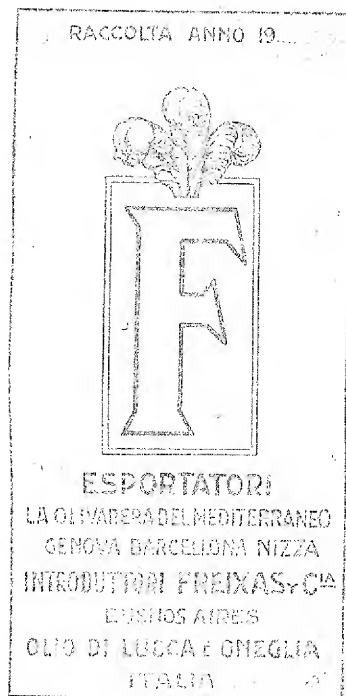 RACCOLTA ANNO 19....
F
ESPORTATORI
LA OLIVARERA DEL MEDITERRANEO
GENOVA BARCELLONA NIZZA
INTRODUTTORI FREIXAS Y CIA
BUENOS AIRES
OLIO DI LUCCA E ONEGLIA
ITALIA